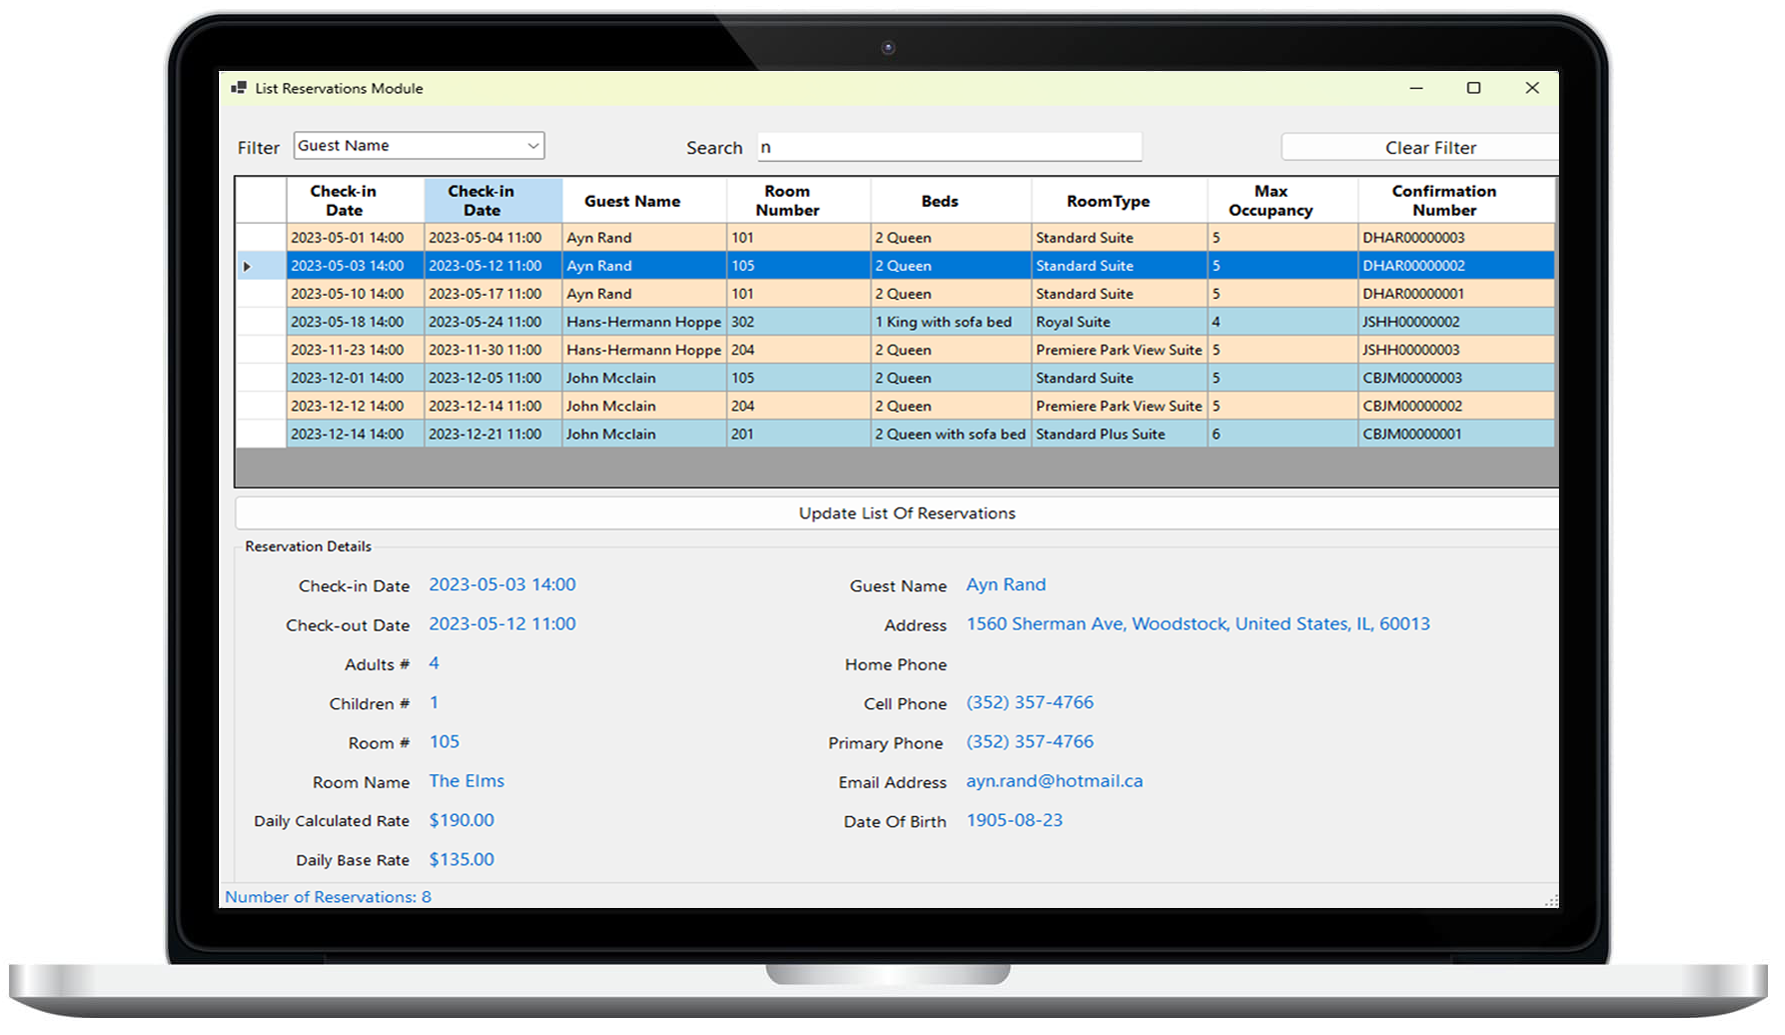 List Reservations Module
Filter Guest Name Search n Clear Filter
Check-in Date Check-in Date Guest Name Room Number Beds RoomType Max Occupancy Confirmation Number
2023-05-01 14:00 2023-05-04 11:00 Ayn Rand 101 2 Queen Standard Suite 5 DHAR00000003
2023-05-03 14:00 2023-05-12 11:00 Ayn Rand 105 2 Queen Standard Suite 5 DHAR00000002
2023-05-10 14:00 2023-05-17 11:00 Ayn Rand 101 2 Queen Standard Suite 5 DHAR00000001
2023-05-18 14:00 2023-05-24 11:00 Hans-Hermann Hoppe 302 1 King with sofa bed Royal Suite 4 JSHH00000002
2023-11-23 14:00 2023-11-30 11:00 Hans-Hermann Hoppe 204 2 Queen Premiere Park View Suite 5 JSHH00000003
2023-12-01 14:00 2023-12-05 11:00 John Mcclain 105 2 Queen Standard Suite 5 CBJM00000003
2023-12-12 14:00 2023-12-14 11:00 John Mcclain 204 2 Queen Premiere Park View Suite 5 CBJM00000002
2023-12-14 14:00 2023-12-21 11:00 John Mcclain 201 2 Queen with sofa bed Standard Plus Suite 6 CBJM00000001
Update List Of Reservations
Reservation Details
Check-in Date 2023-05-03 14:00 Guest Name Ayn Rand
Check-out Date 2023-05-12 11:00 Address 1560 Sherman Ave, Woodstock, United States, IL, 60013
Adults # 4 Home Phone
Children # 1 Cell Phone (352) 357-4766
Room # 105 Primary Phone (352) 357-4766
Room Name The Elms Email Address ayn.rand@hotmail.ca
Daily Calculated Rate $190.00 Date Of Birth 1905-08-23
Daily Base Rate $135.00
Number of Reservations: 8